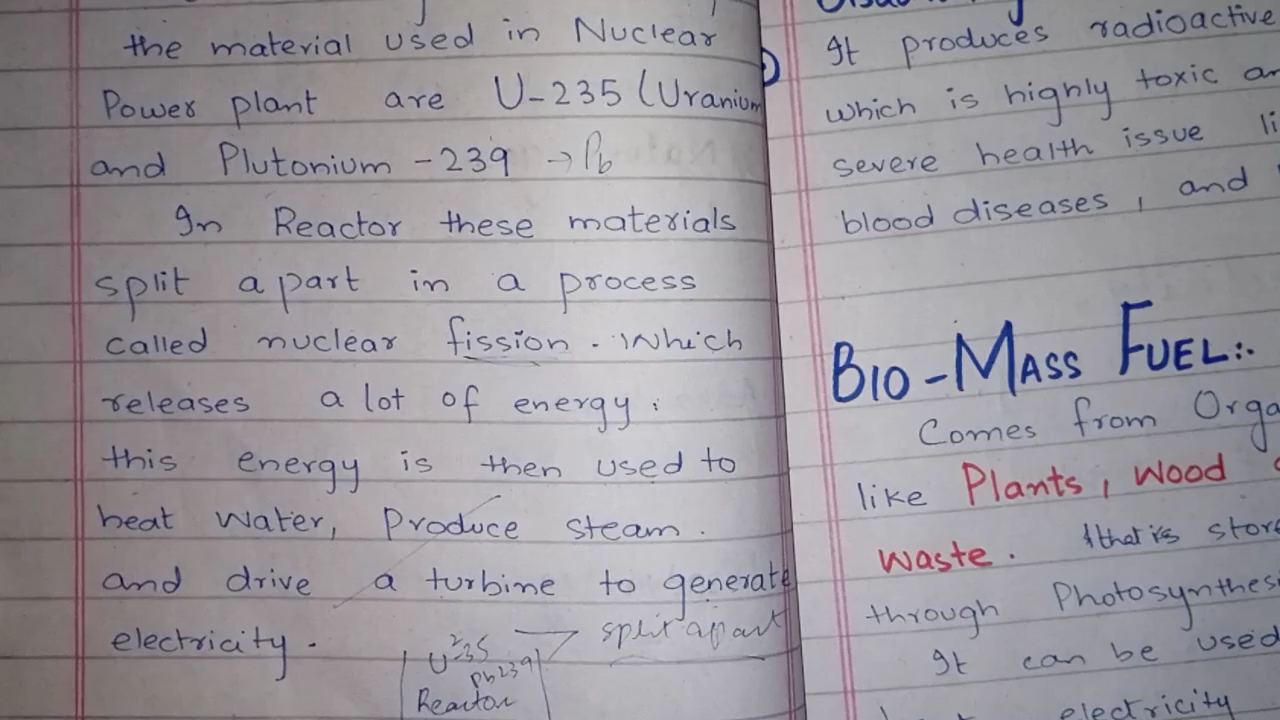 the material used in Nuclear
Power plant are U-235 (Uranium
and Plutonium - 239 → Pb
In Reactor these materials
split apart in a process
called nuclear fission. Which
releases a lot of energy:
this energy is then used to
heat water, Produce steam.
and drive a turbine to generate
electricity.
U235 → split apart
Pb239
Reactor
It produces radioactive
which is highly toxic
severe health issue
blood diseases, and
BIO-MASS FUEL:.
Comes from
like Plants, Wood
waste. that is
through
It can be used
electricity